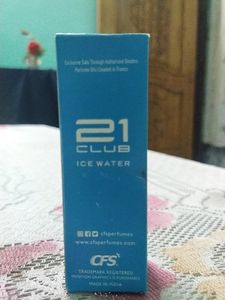 Exclusive Sale Through Authorised Dealers
Perfume Oils Created in France
21
CLUB
ICE WATER
cfsperfumes
www.cfsperfumes.com
CFS
TRADEMARK REGISTERED
MADE IN INDIA